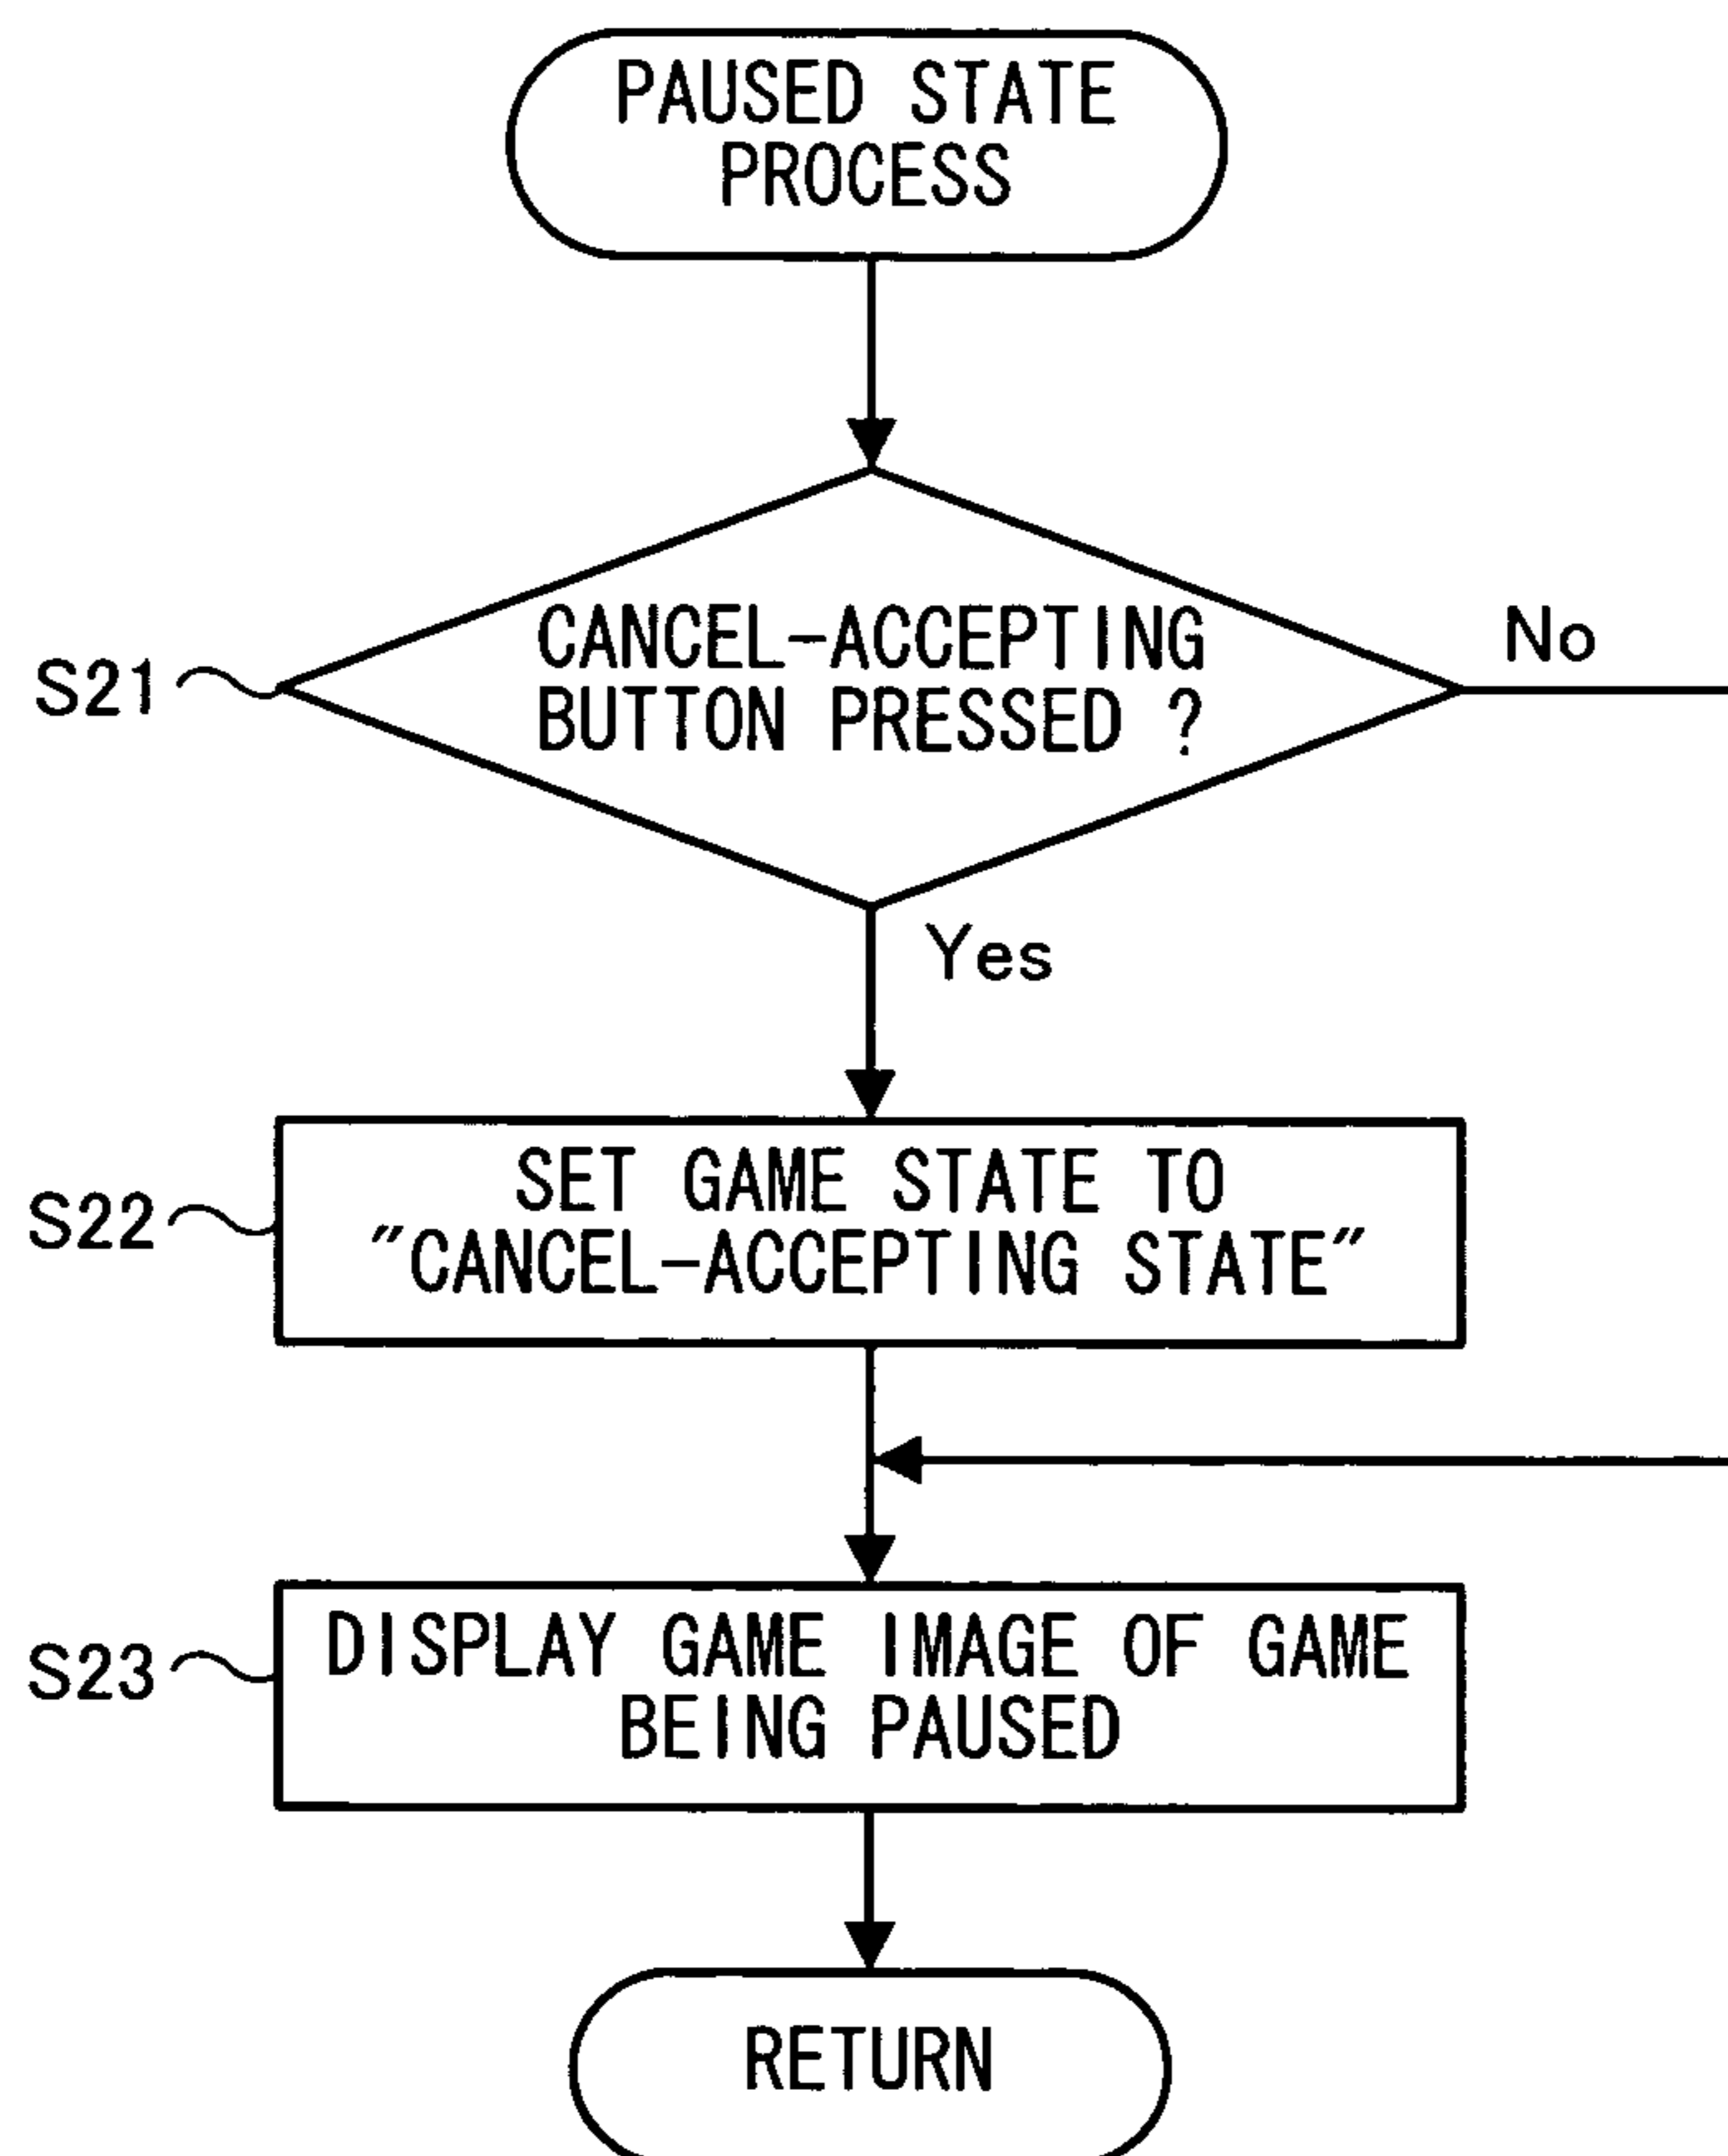 PAUSED STATE
PROCESS
CANCEL-ACCEPTING
BUTTON PRESSED ?
No
S21
Yes
SET GAME STATE TO
"CANCEL-ACCEPTING STATE"
S22
DISPLAY GAME IMAGE OF GAME
BEING PAUSED
S23
RETURN